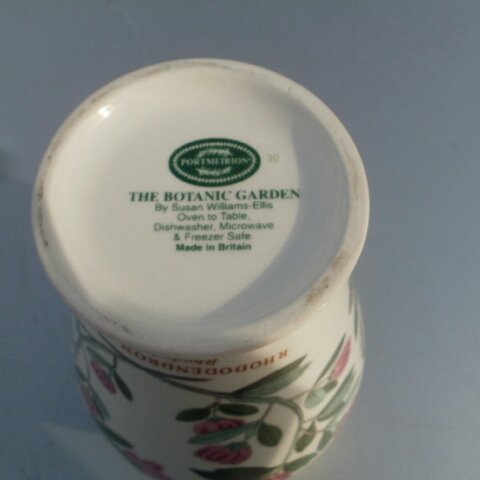 PORTMEIRION®
20
THE BOTANIC GARDEN
By Susan Williams-Ellis
Oven to Table.
Dishwasher, Microwave
& Freezer Safe.
Made in Britain
RHODODENDRON